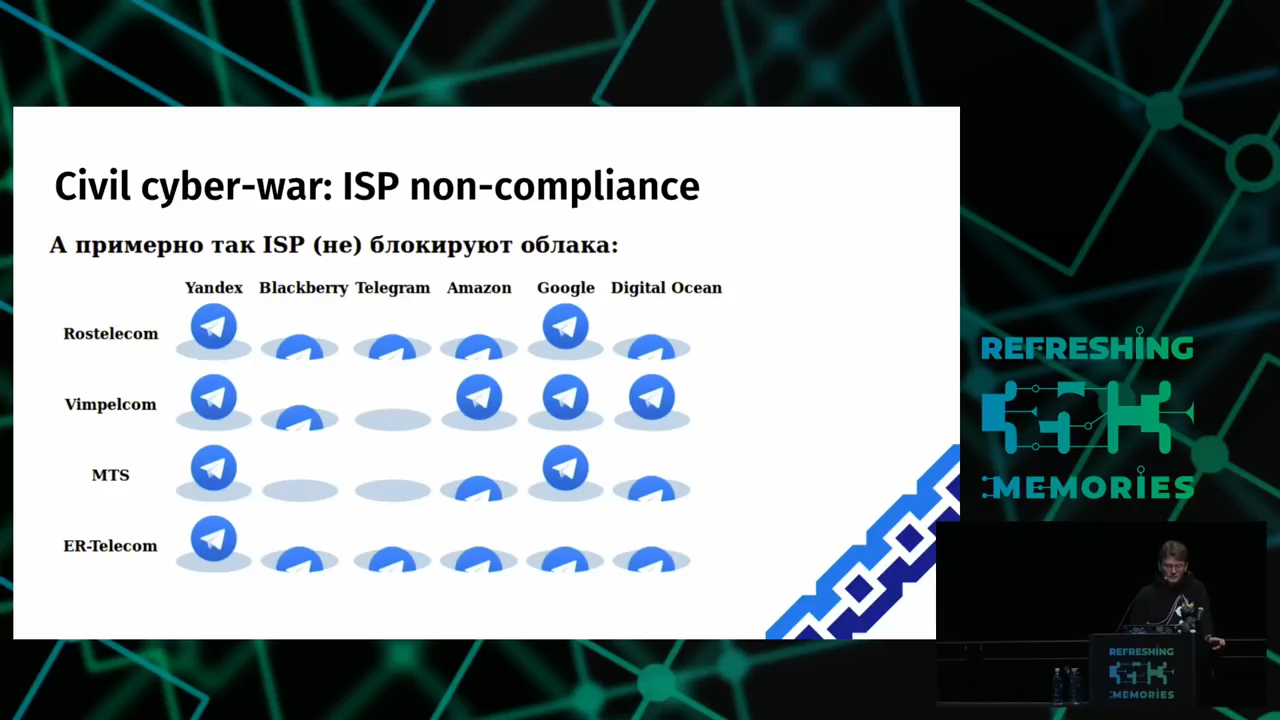 Civil cyber-war: ISP non-compliance
А примерно так ISP (не) блокируют облака:
Yandex Blackberry Telegram Amazon Google Digital Ocean
Rostelecom
Vimpelcom
MTS
ER-Telecom
REFRESHING
MEMORIES
REFRESHING
MEMORIES